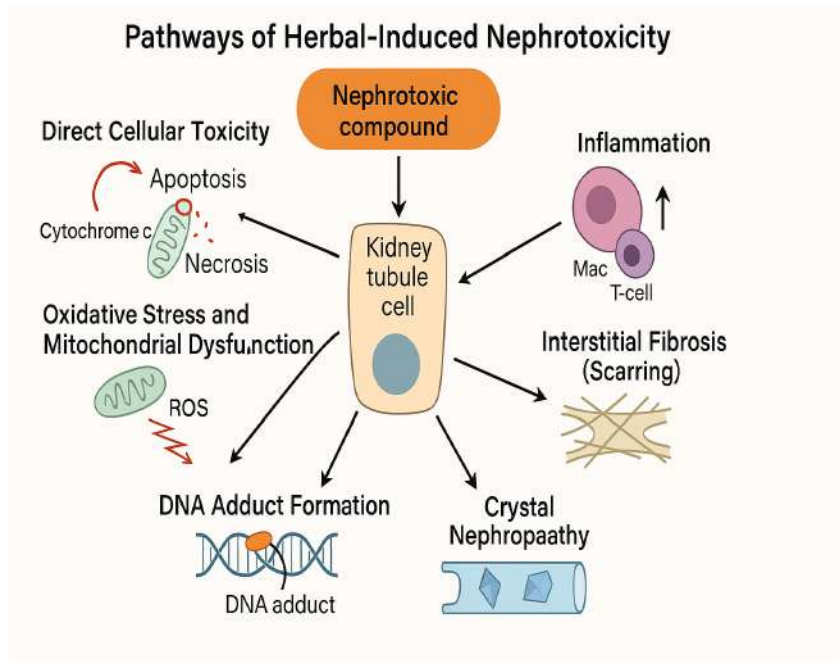 Pathways of Herbal-Induced Nephrotoxicity
Nephrotoxic
compound
Direct Cellular Toxicity
Apoptosis
Cytochrome c
Necrosis
Inflammation
Mac
T-cell
Kidney
tubule
cell
Oxidative Stress and
Mitochondrial Dysfunction
ROS
Interstitial Fibrosis
(Scarring)
DNA Adduct Formation
DNA adduct
Crystal
Nephropaathy